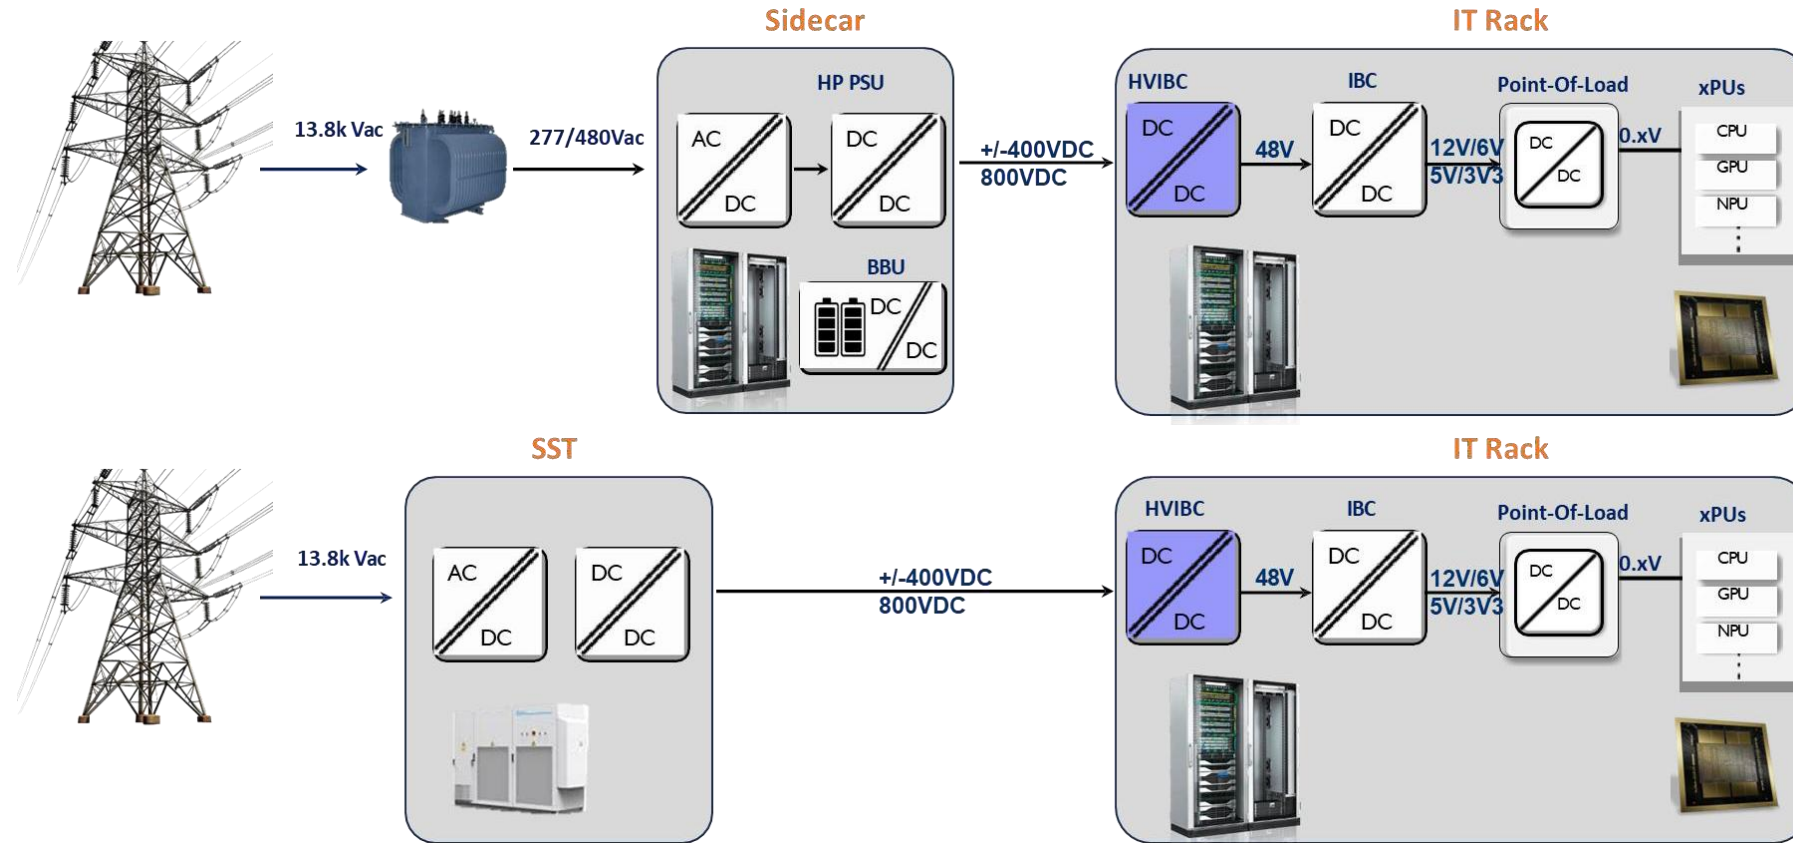 Sidecar
IT Rack
HP PSU
HVIBC
IBC
Point-Of-Load
xPUs
13.8k Vac
277/480Vac
AC
DC
DC
DC
+/-400VDC
800VDC
DC
DC
48V
DC
DC
12V/6V
5V/3V3
DC
DC
0.xV
CPU
GPU
NPU
BBU
DC
DC
SST
IT Rack
HVIBC
IBC
Point-Of-Load
xPUs
13.8k Vac
AC
DC
DC
DC
+/-400VDC
800VDC
DC
DC
48V
DC
DC
12V/6V
5V/3V3
DC
DC
0.xV
CPU
GPU
NPU